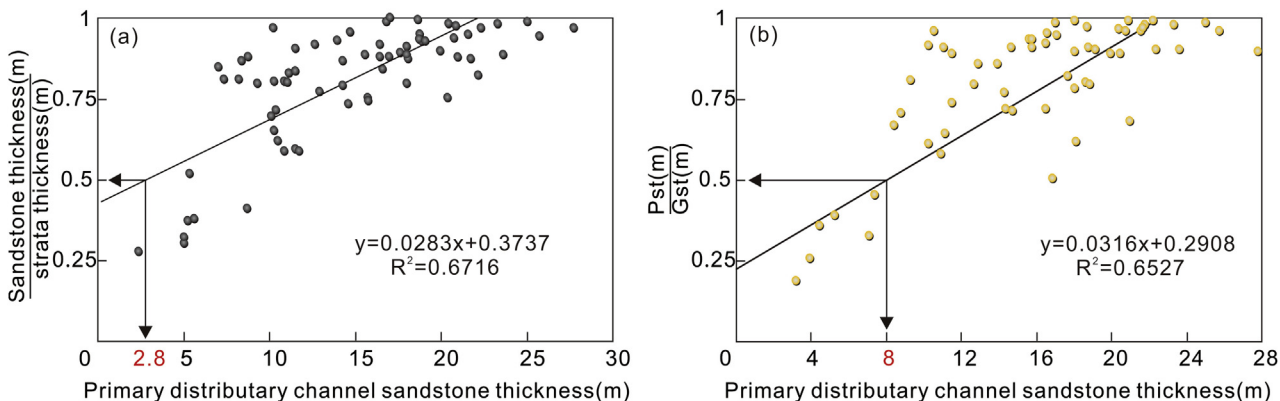 (a)
Sandstone thickness(m)
strata thickness(m)
1
0.75
0.5
0.25
0
2.8
5
10
15
20
25
30
y=0.0283x+0.3737
R²=0.6716
Primary distributary channel sandstone thickness(m)
(b)
Pst(m)
Gst(m)
1
0.75
0.5
0.25
0
4
8
12
16
20
24
28
y=0.0316x+0.2908
R²=0.6527
Primary distributary channel sandstone thickness(m)